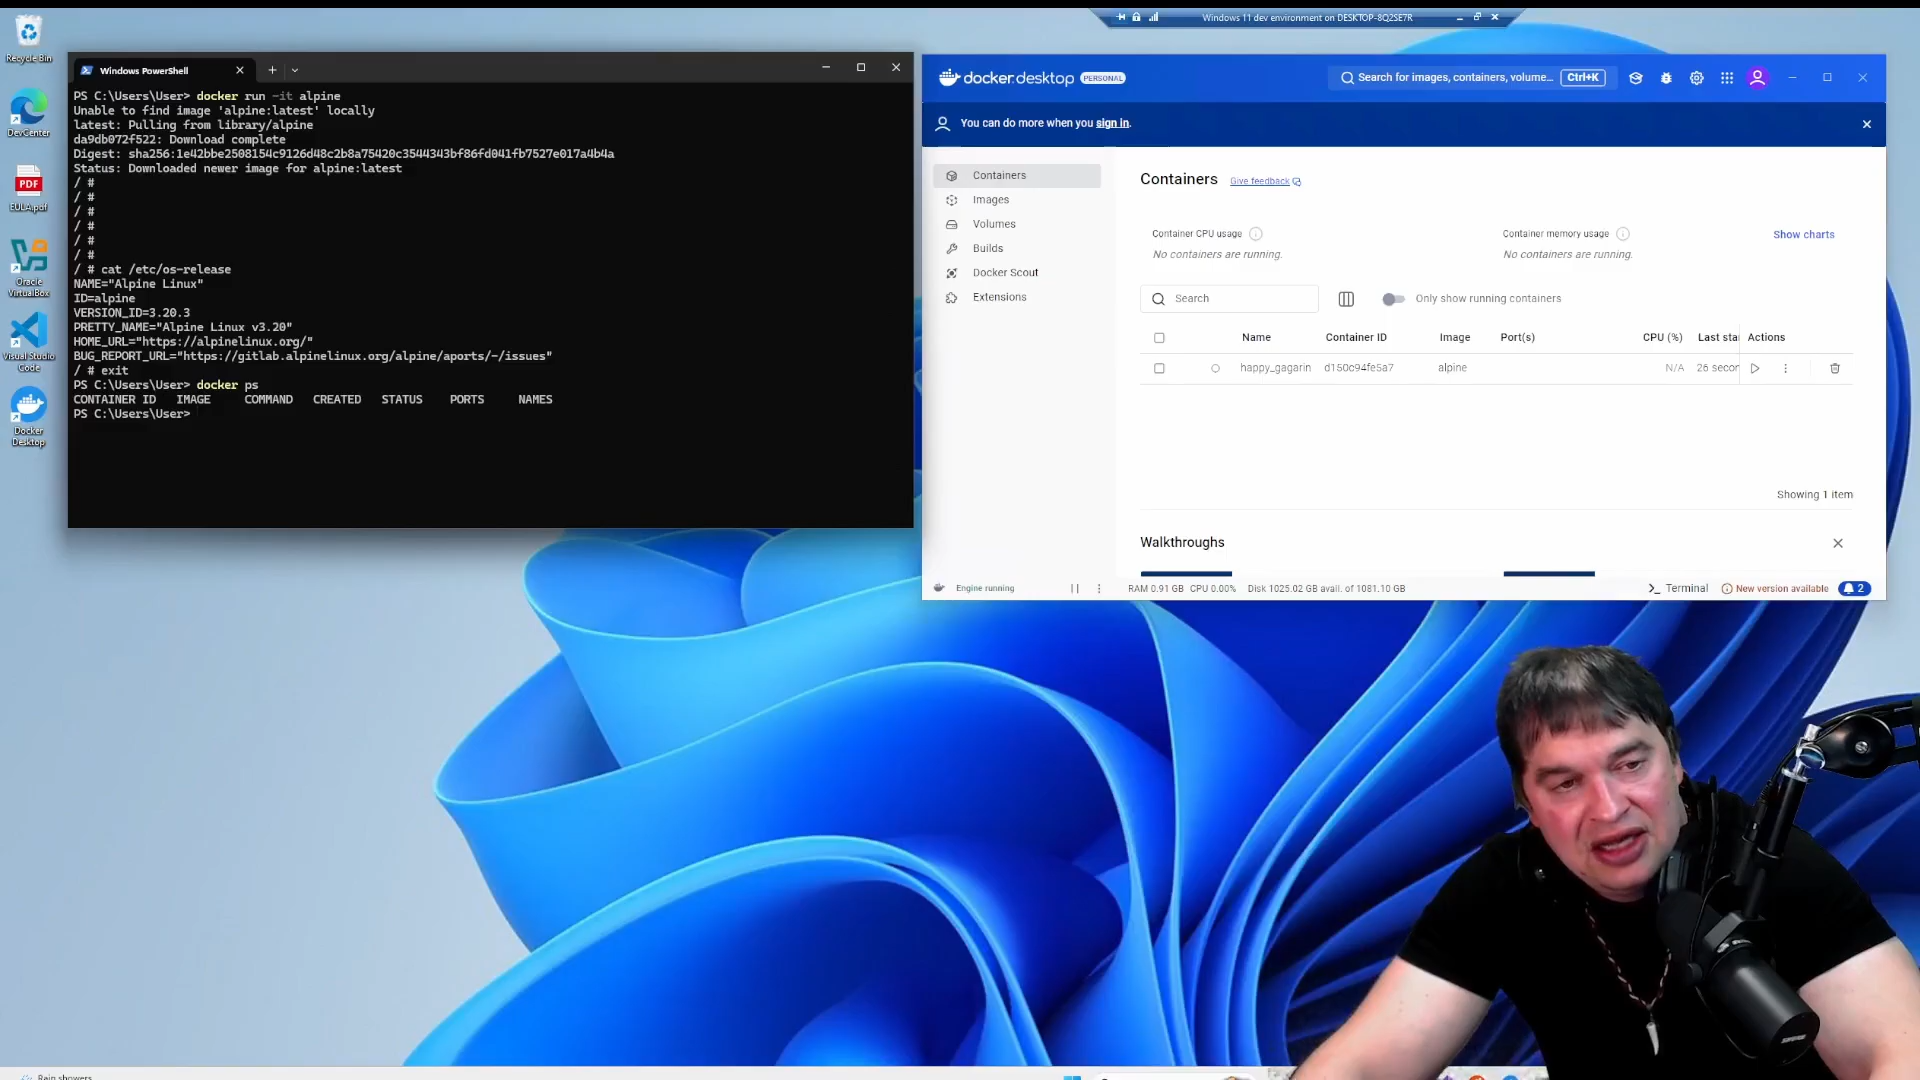 Windows 11 dev environment on DESKTOP-8Q2SE7R
Recycle Bin
DevCenter
PDF
EULA.pdf
Oracle
VirtualBox
Visual Studio
Code
Docker
Desktop
Windows PowerShell
PS C:\Users\User> docker run -it alpine
Unable to find image 'alpine:latest' locally
latest: Pulling from library/alpine
da9db072f522: Download complete
Digest: sha256:1e42bbe2508154c9126d48c2b8a75420c3544343bf86fd041fb7527e017a4b4a
Status: Downloaded newer image for alpine:latest
/ #
/ #
/ #
/ #
/ #
/ #
/ # cat /etc/os-release
NAME="Alpine Linux"
ID=alpine
VERSION_ID=3.20.3
PRETTY_NAME="Alpine Linux v3.20"
HOME_URL="https://alpinelinux.org/"
BUG_REPORT_URL="https://gitlab.alpinelinux.org/alpine/aports/-/issues"
/ # exit
PS C:\Users\User> docker ps
CONTAINER ID IMAGE COMMAND CREATED STATUS PORTS NAMES
PS C:\Users\User>
docker.desktop PERSONAL
Search for images, containers, volume... Ctrl+K
You can do more when you sign in.
Containers
Images
Volumes
Builds
Docker Scout
Extensions
Containers Give feedback
Container CPU usage
No containers are running.
Container memory usage
No containers are running.
Show charts
Search
Only show running containers
Name Container ID Image Port(s) CPU (%) Last sta Actions
happy_gagarin d150c94fe5a7 alpine N/A 26 secon
Showing 1 item
Walkthroughs
Engine running
RAM 0.91 GB CPU 0.00% Disk 1025.02 GB avail. of 1081.10 GB
Terminal
New version available
2
SHURE
Rain showers